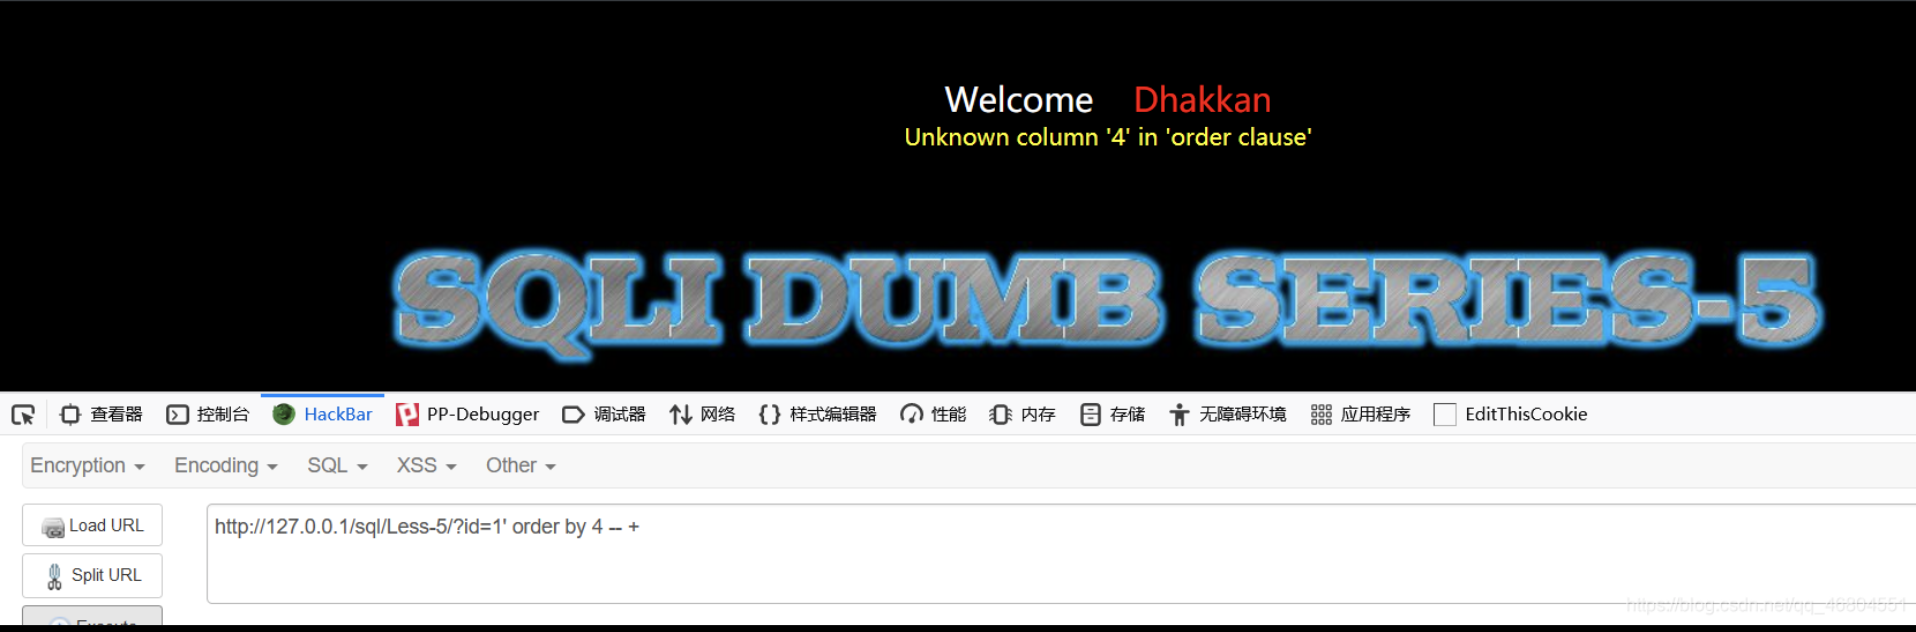 Welcome Dhakkan
Unknown column '4' in 'order clause'
SQLI DUMB SERIES-5
查看器 控制台 HackBar PP-Debugger 调试器 网络 样式编辑器 性能 内存 存储 无障碍环境 应用程序 EditThisCookie
Encryption Encoding SQL XSS Other
Load URL
http://127.0.0.1/sql/Less-5/?id=1' order by 4 -- +
Split URL
Execute
https://blog.csdn.net/qq_46804551